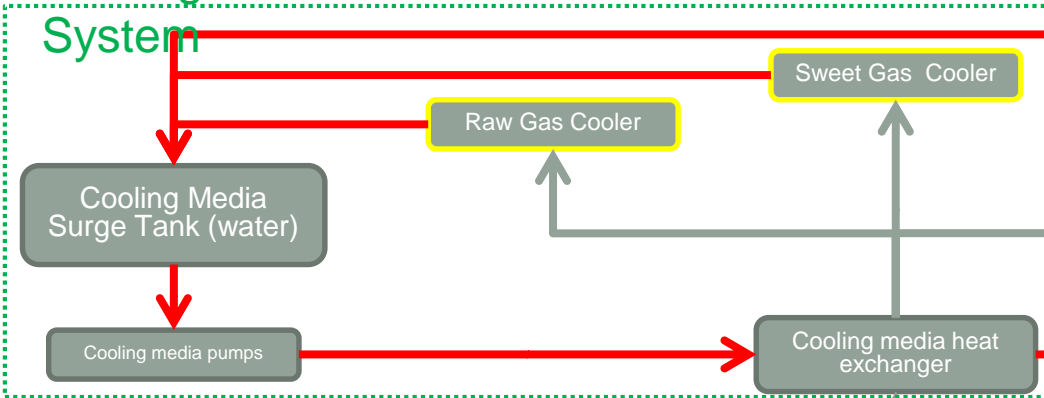 System
Sweet Gas Cooler
Raw Gas Cooler
Cooling Media
Surge Tank (water)
Cooling media pumps
Cooling media heat
exchanger